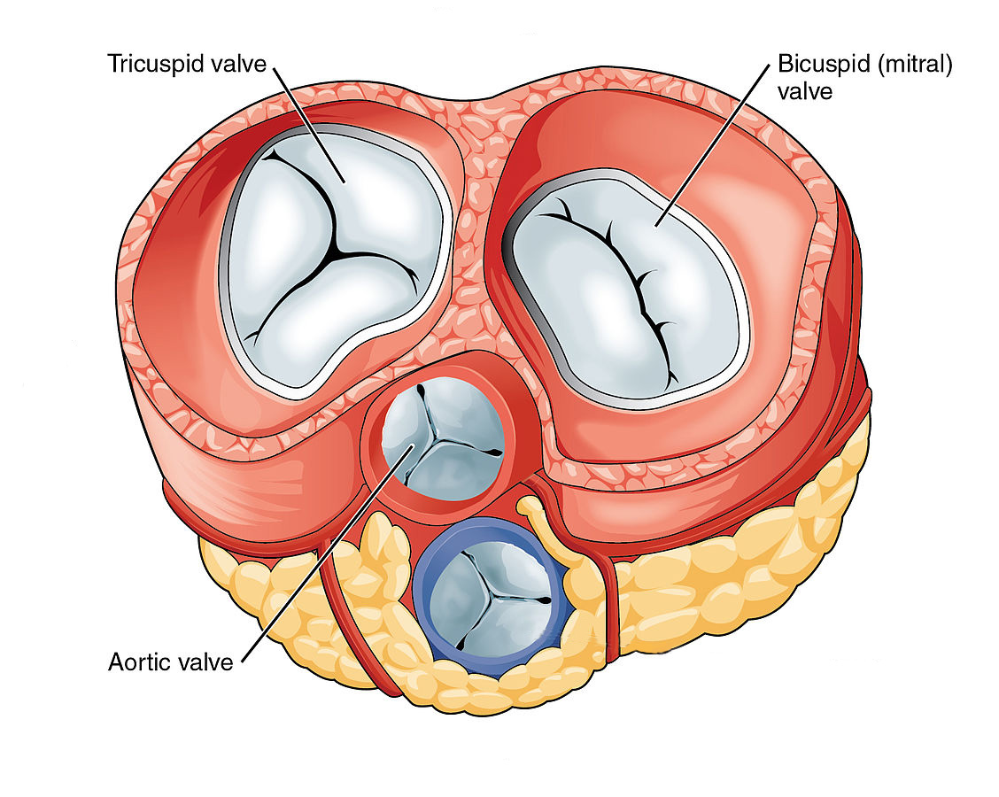 Tricuspid valve
Bicuspid (mitral)
valve
Aortic valve